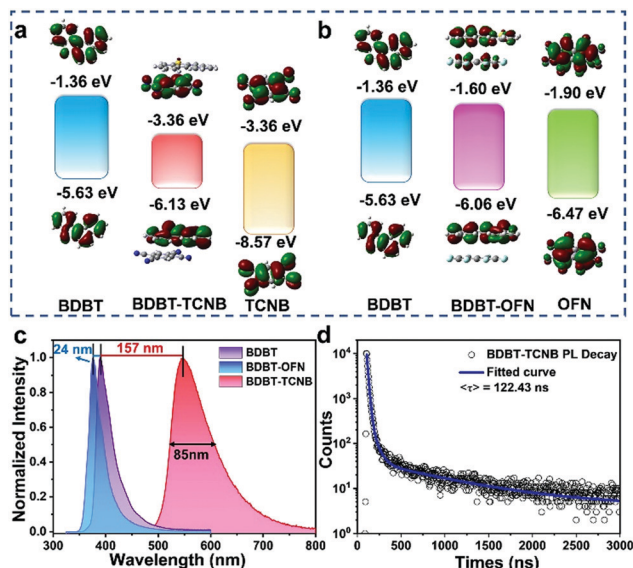 a
-1.36 eV
-5.63 eV
BDBT
-3.36 eV
-6.13 eV
BDBT-TCNB
-3.36 eV
-8.57 eV
TCNB
b
-1.36 eV
-5.63 eV
BDBT
-1.60 eV
-6.06 eV
BDBT-OFN
-1.90 eV
-6.47 eV
OFN
c
24 nm
157 nm
85nm
BDBT
BDBT-OFN
BDBT-TCNB
Normalized Intensity
1.0
0.8
0.6
0.4
0.2
0.0
300 400 500 600 700 800
Wavelength (nm)
d
BDBT-TCNB PL Decay
Fitted curve
<τ> = 122.43 ns
Counts
10⁴
10³
10²
10¹
10⁰
0 500 1000 1500 2000 2500 3000
Times (ns)